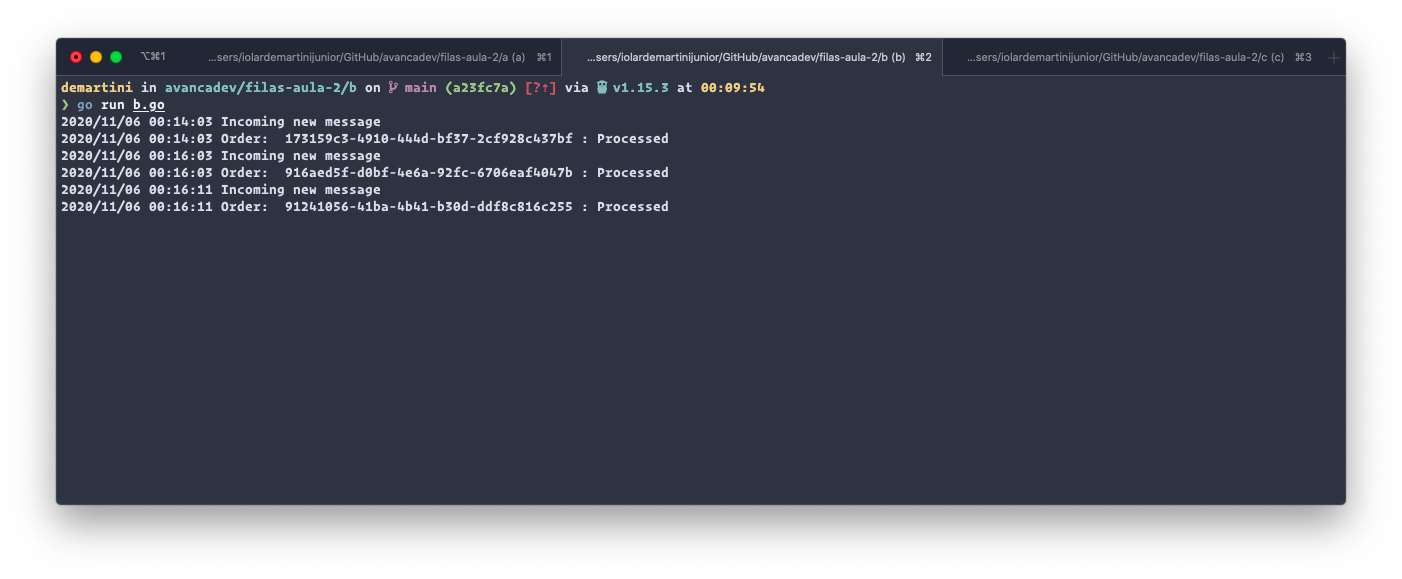 ⌥⌘1 ...sers/iolardemartinijunior/GitHub/avancadev/filas-aula-2/a (a) ⌘1 ...sers/iolardemartinijunior/GitHub/avancadev/filas-aula-2/b (b) ⌘2 ...sers/iolardemartinijunior/GitHub/avancadev/filas-aula-2/c (c) ⌘3 +
demartini in avancadev/filas-aula-2/b on main (a23fc7a) [?↑] via v1.15.3 at 00:09:54
❯ go run b.go
2020/11/06 00:14:03 Incoming new message
2020/11/06 00:14:03 Order:  173159c3-4910-444d-bf37-2cf928c437bf : Processed
2020/11/06 00:16:03 Incoming new message
2020/11/06 00:16:03 Order:  916aed5f-d0bf-4e6a-92fc-6706eaf4047b : Processed
2020/11/06 00:16:11 Incoming new message
2020/11/06 00:16:11 Order:  91241056-41ba-4b41-b30d-ddf8c816c255 : Processed